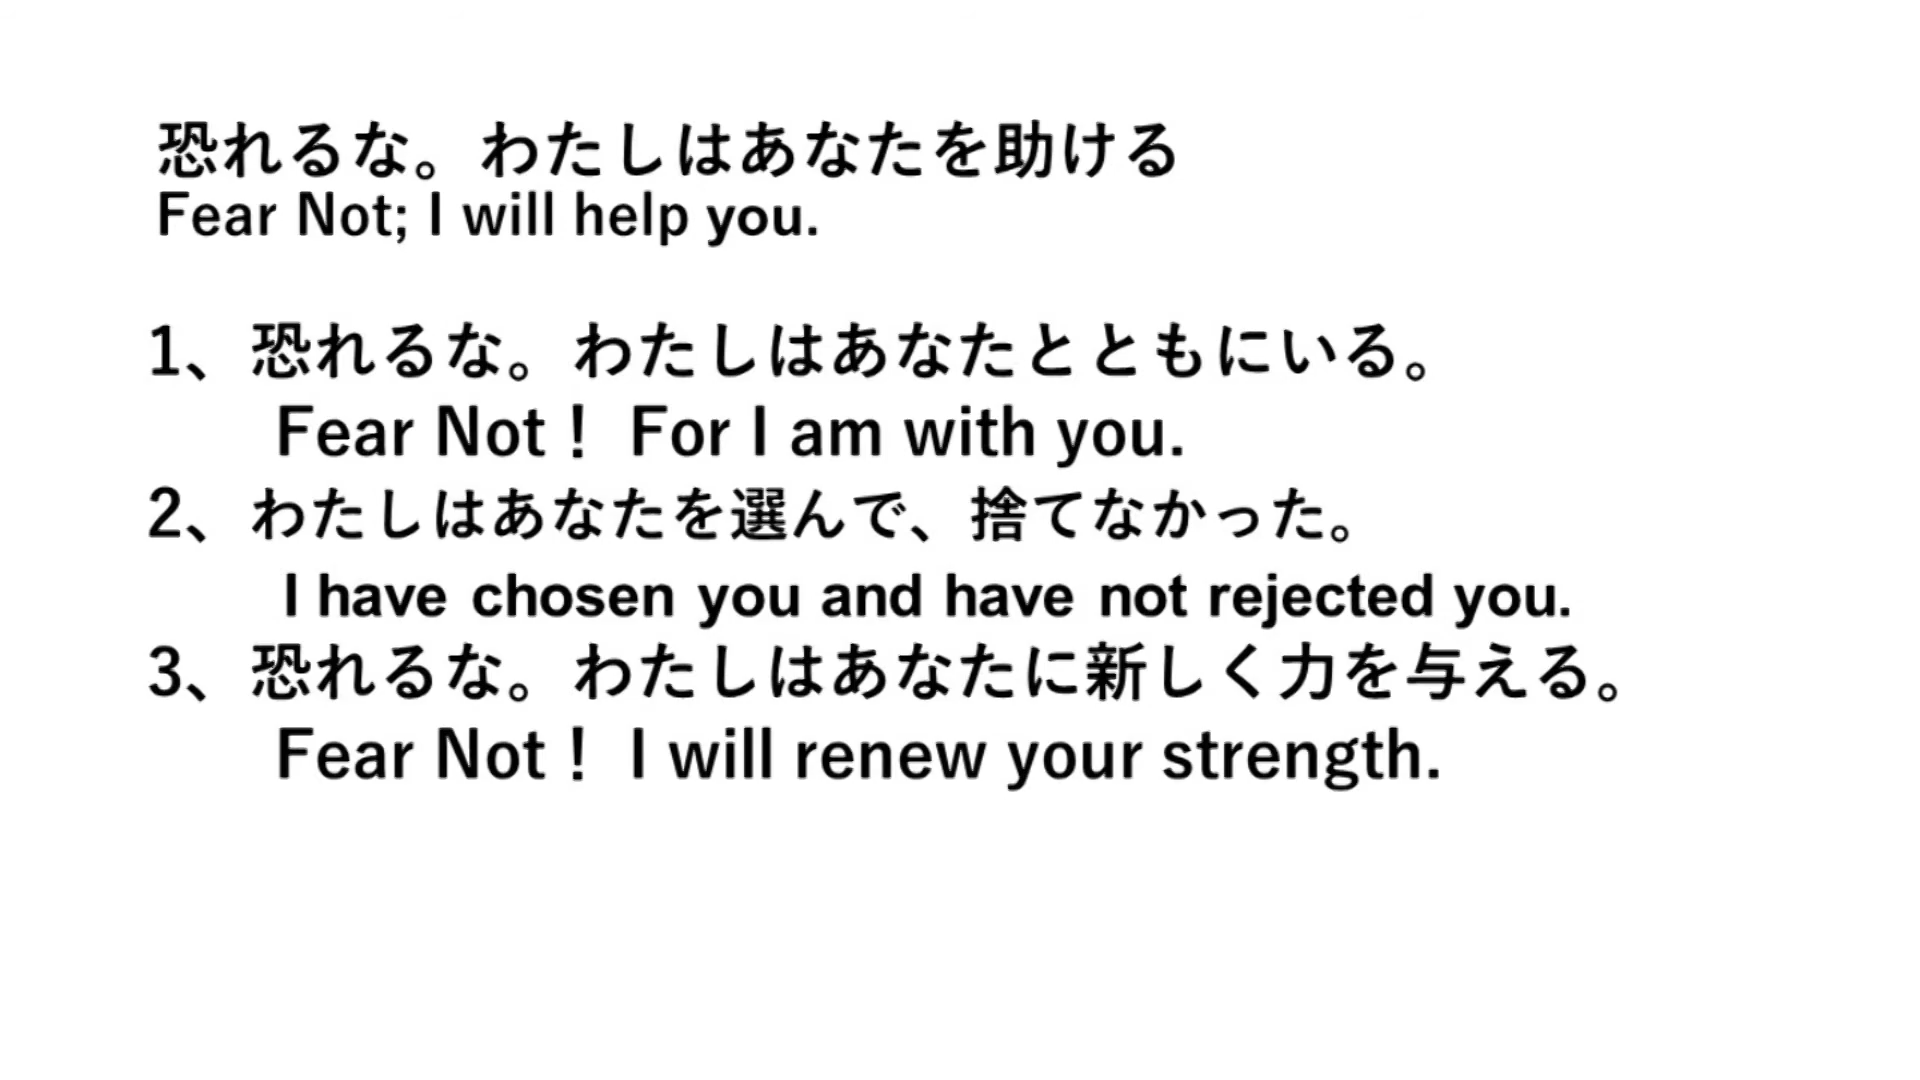 恐れるな。わたしはあなたを助ける
Fear Not; I will help you.
1、恐れるな。わたしはあなたとともにいる。
Fear Not！ For I am with you.
2、わたしはあなたを選んで、捨てなかった。
I have chosen you and have not rejected you.
3、恐れるな。わたしはあなたに新しく力を与える。
Fear Not！ I will renew your strength.